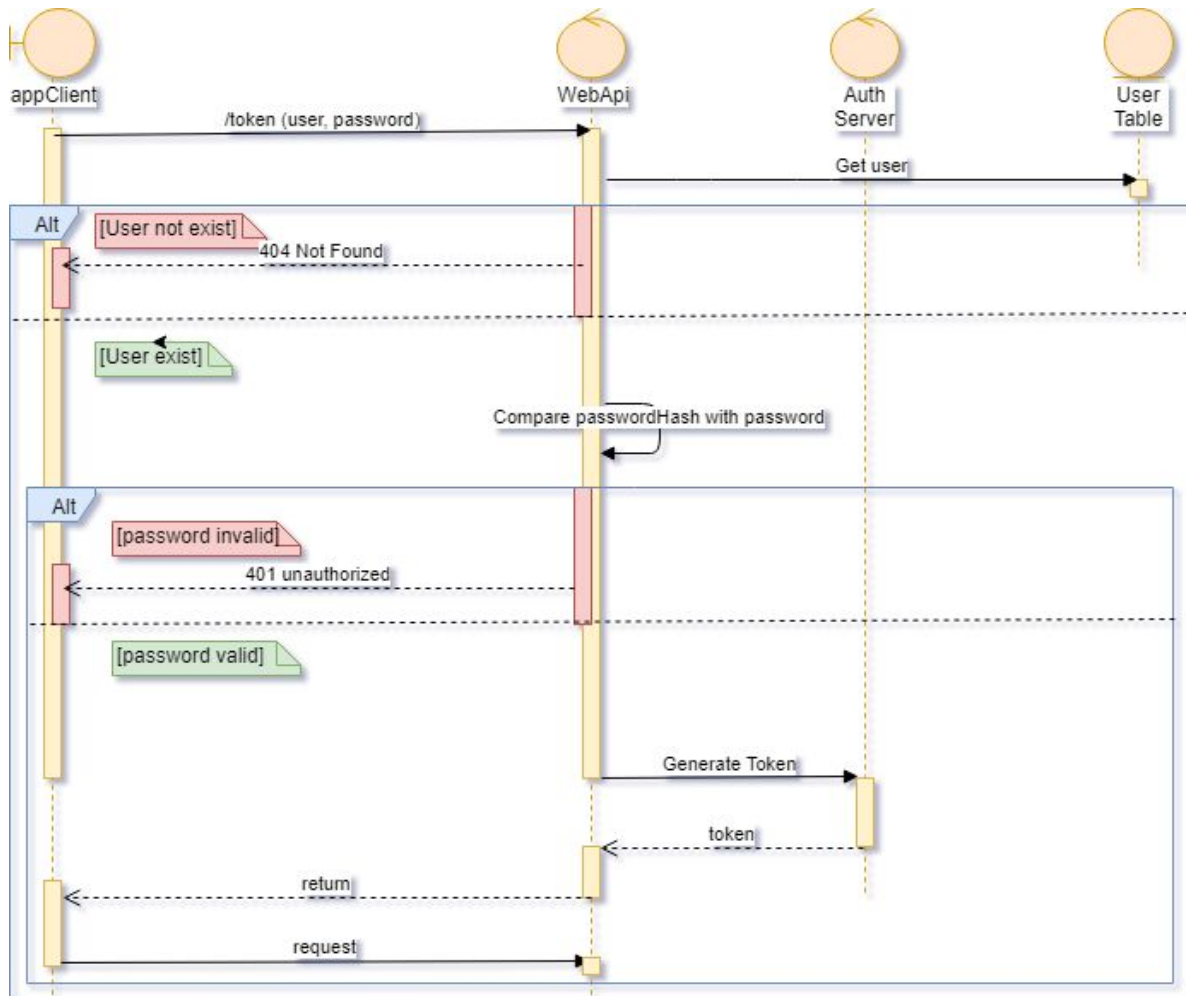 appClient
WebApi
Auth
Server
User
Table
/token (user, password)
Get user
Alt
[User not exist]
404 Not Found
[User exist]
Compare passwordHash with password
Alt
[password invalid]
401 unauthorized
[password valid]
Generate Token
token
return
request